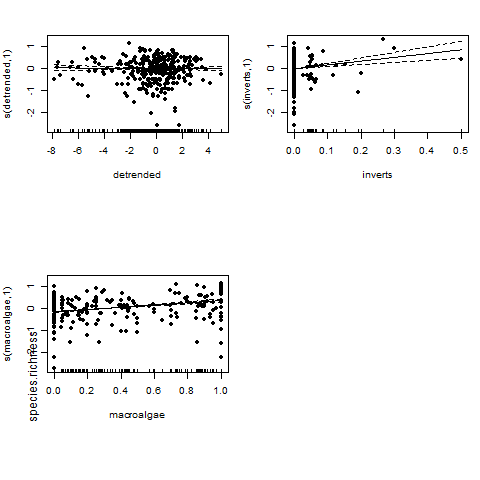 s(detrended,1)
1
0
-1
-2
-8 -6 -4 -2 0 2 4
detrended
s(inverts,1)
1
0
-1
-2
0.0 0.1 0.2 0.3 0.4 0.5
inverts
s(macroalgae,1)
species.richness
1
0
-1
-2
0.0 0.2 0.4 0.6 0.8 1.0
macroalgae